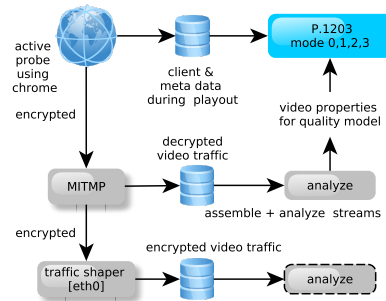 active
probe
using
chrome
P.1203
mode 0,1,2,3
client &
meta data
during playout
encrypted
video properties
for quality model
decrypted
video traffic
MITMP
analyze
assemble + analyze streams
encrypted
encrypted video traffic
traffic shaper
[eth0]
analyze